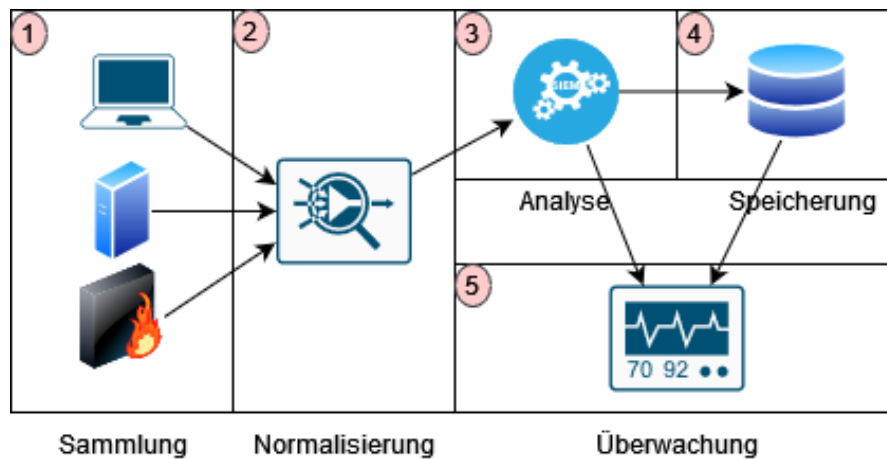 1
2
3
4
SIEM
Analyse
Speicherung
5
70 92
Sammlung
Normalisierung
Überwachung